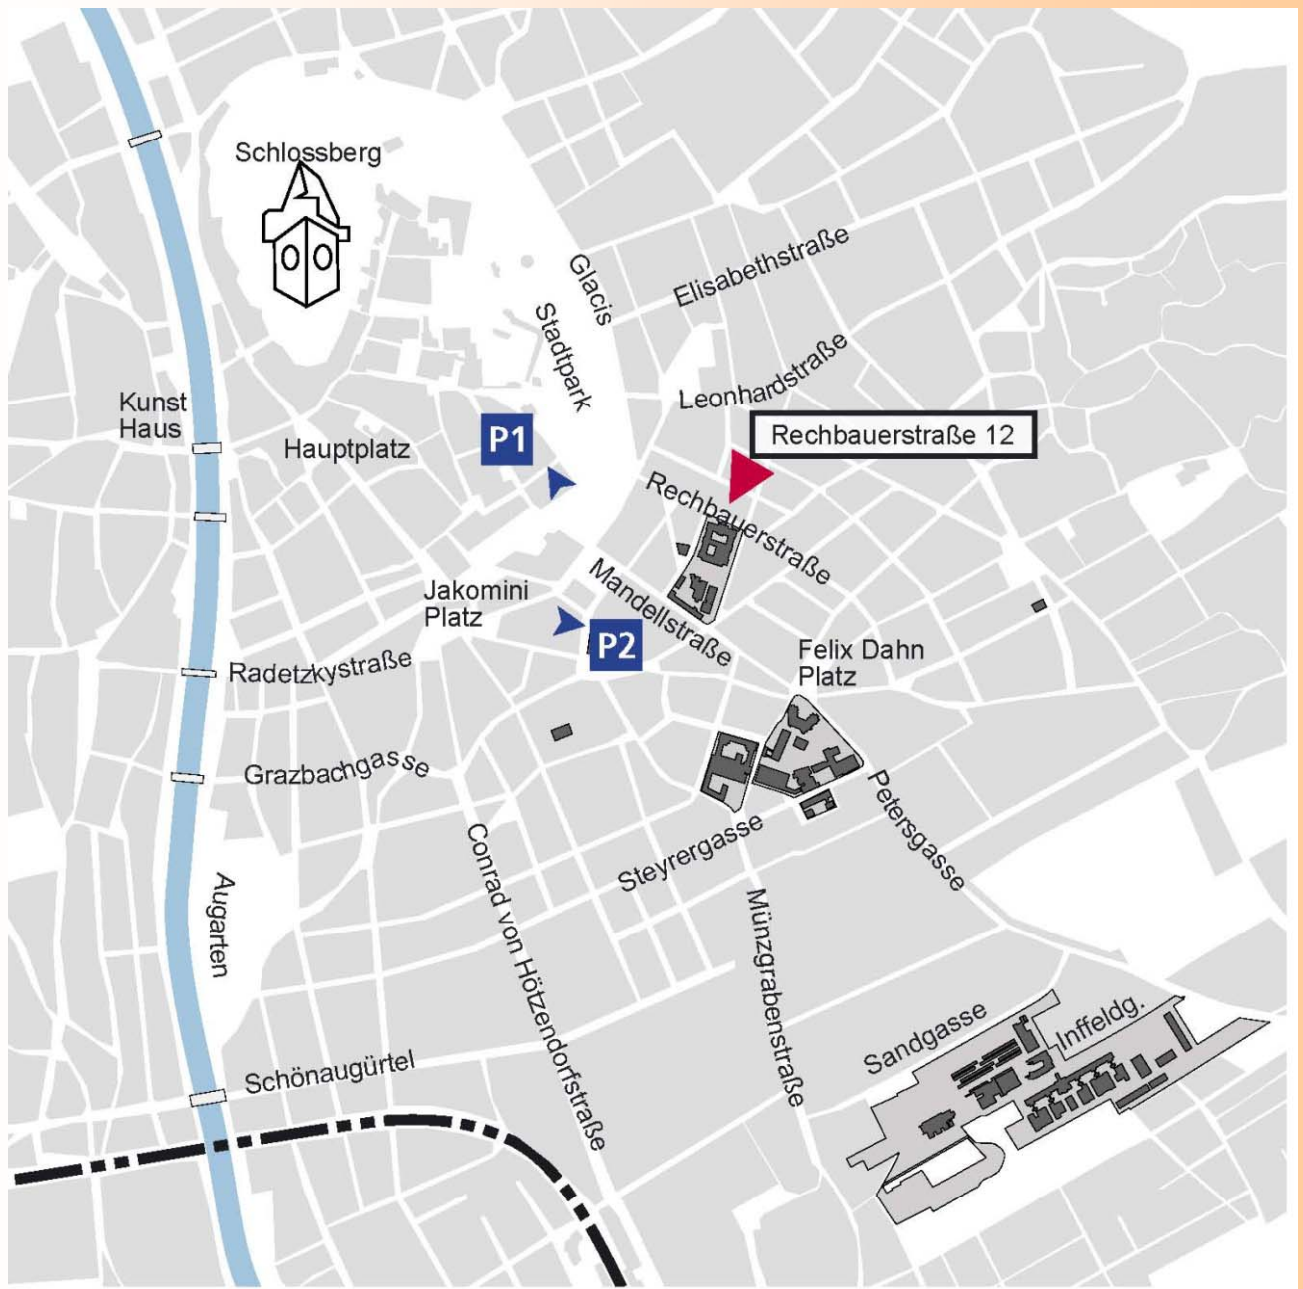 Schlossberg
Glacis
Elisabethstraße
Stadtpark
Leonhardstraße
Kunst
Haus
P1
Hauptplatz
Rechbauerstraße 12
Rechbauerstraße
Jakomini
Platz
Mandellstraße
P2
Felix Dahn
Platz
Radetzkystraße
Grazbachgasse
Petersgasse
Steyrergasse
Conrad von Hötzendorfstraße
Augarten
Münzgrabenstraße
Sandgasse
Inffeldg.
Schönaugürtel